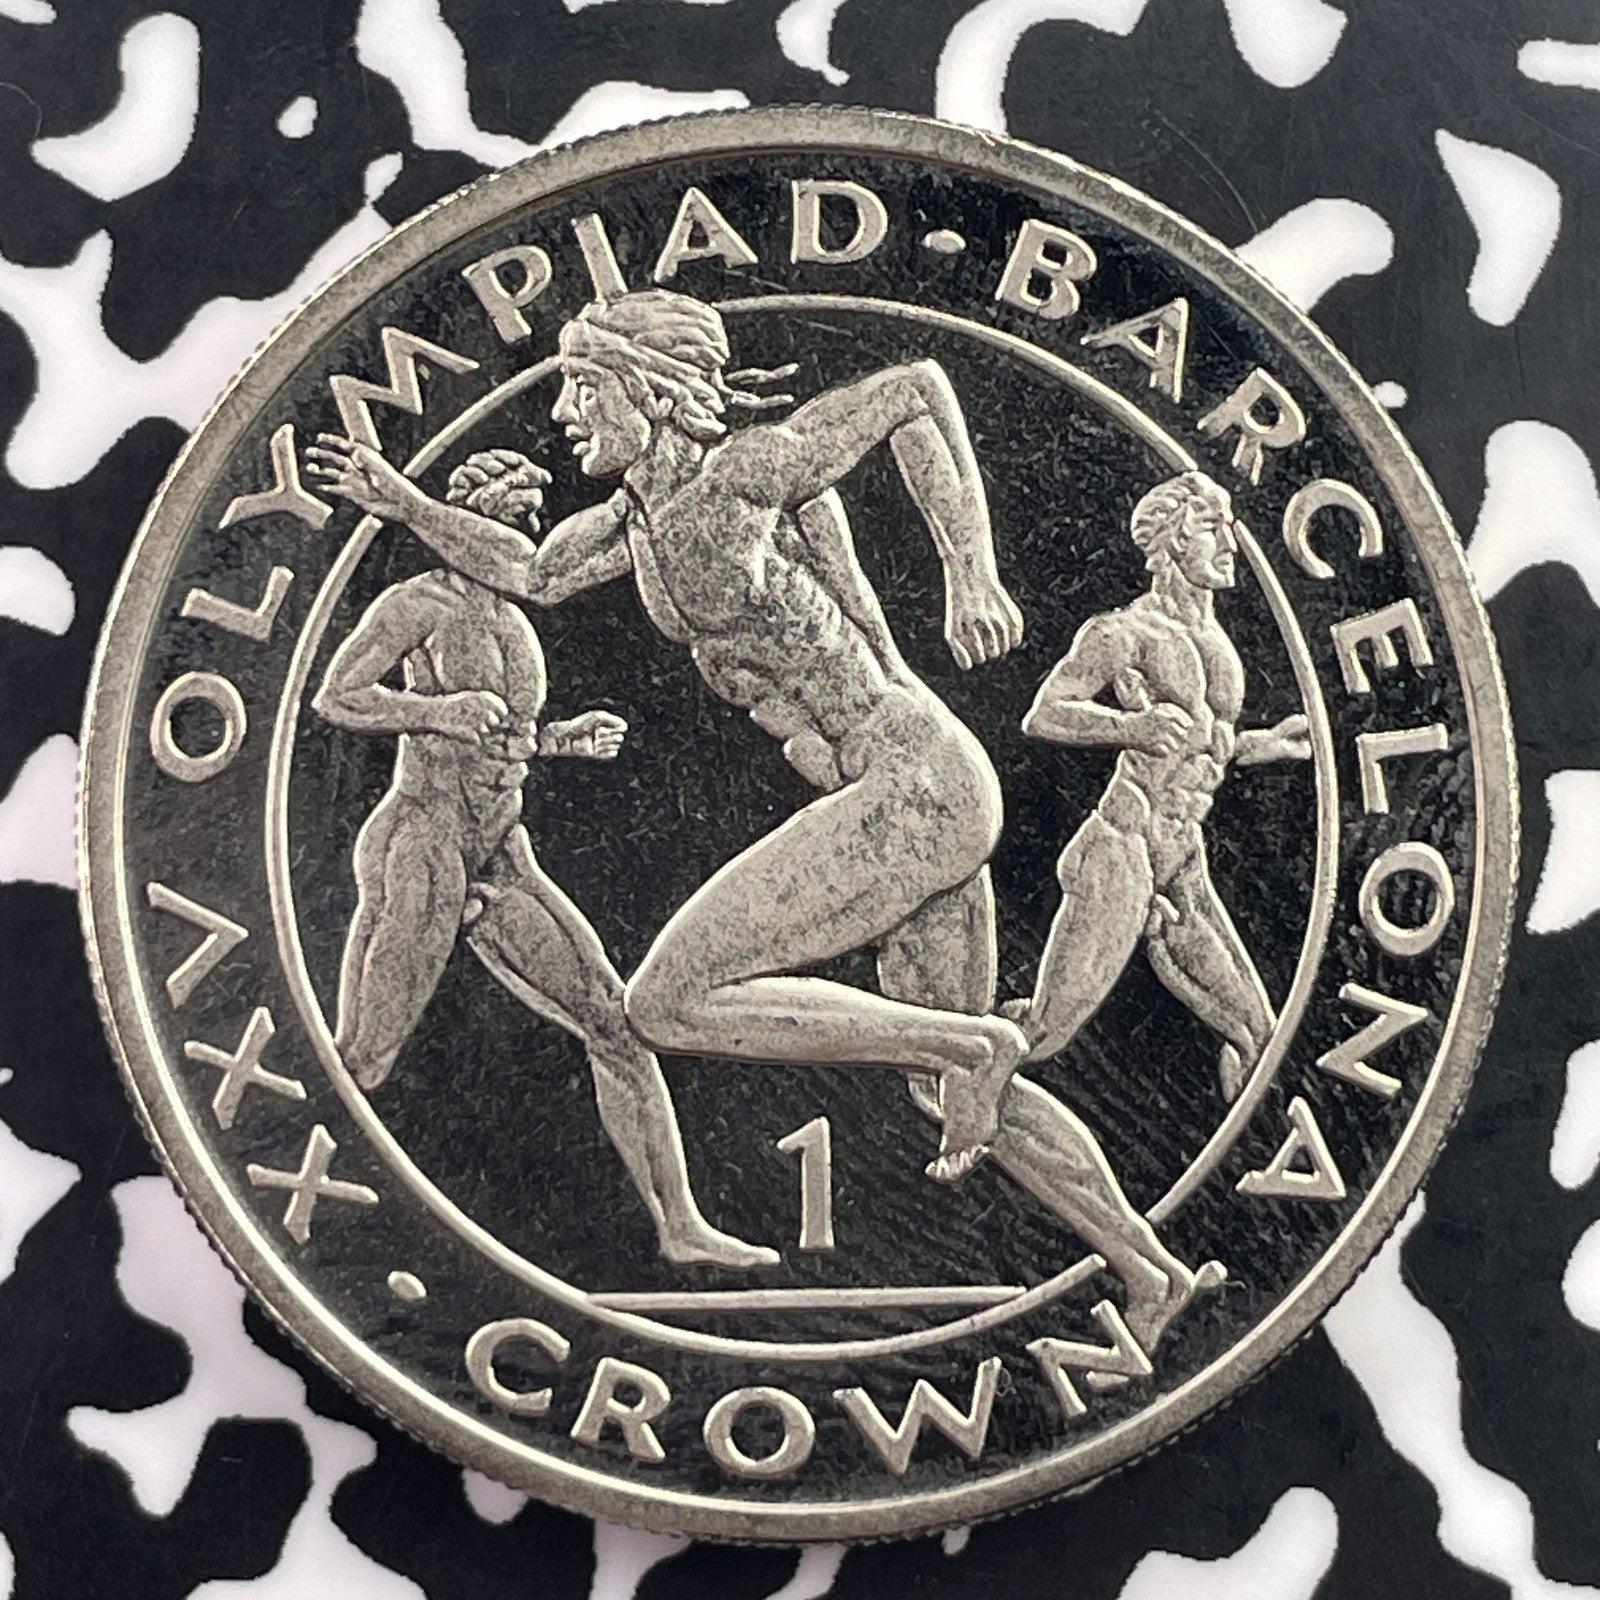 XXV OLYMPIAD · BARCELONA
1
· CROWN